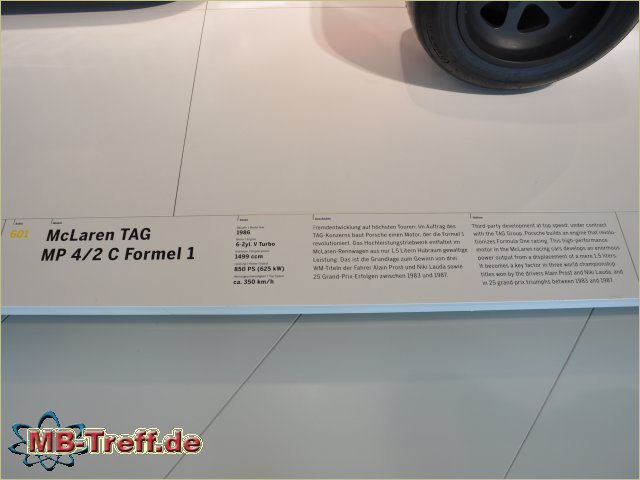 601
McLaren TAG
MP 4/2 C Formel 1
1986
6-Zyl. V Turbo
1499 ccm
850 PS (625 kW)
ca. 350 km/h
Fremdentwicklung auf höchsten Touren: Im Auftrag des
TAG-Konzerns baut Porsche einen Motor, der die Formel 1
revolutioniert. Das Hochleistungstriebwerk entfaltet im
McLaren-Rennwagen aus nur 1,5 Litern Hubraum gewaltige
Leistung. Das ist die Grundlage zum Gewinn von drei
WM-Titeln der Fahrer Alain Prost und Niki Lauda sowie
25 Grand-Prix-Erfolgen zwischen 1983 und 1987.
Third-party development at top speed: under contract
with the TAG Group, Porsche builds an engine that revolu-
tionizes Formula One racing. This high-performance
motor in the McLaren racing cars develops an enormous
power output from a displacement of a mere 1.5 liters.
It becomes a key factor in three world championship
titles won by the drivers Alain Prost and Niki Lauda, and
in 25 grand prix triumphs between 1983 and 1987.
MB-Treff.de